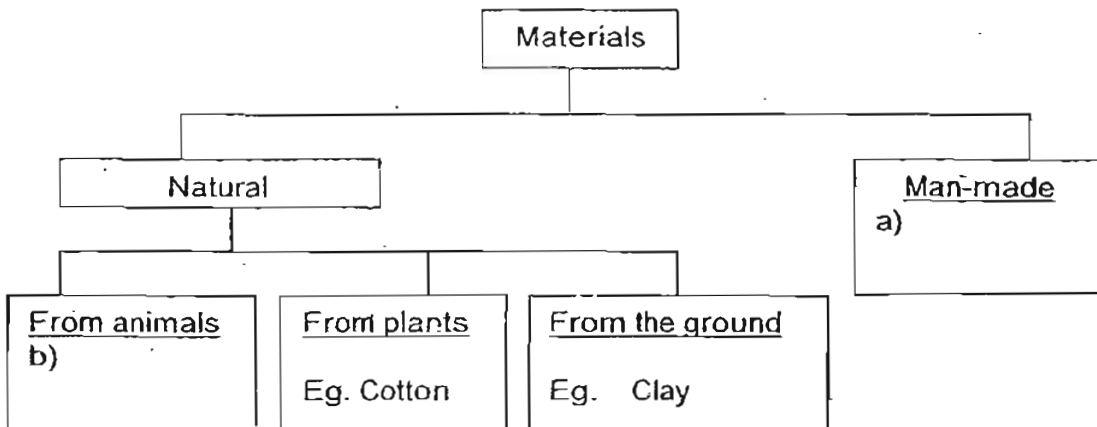 Materials
Natural
Man-made
a)
From animals
b)
From plants
Eg. Cotton
From the ground
Eg. Clay